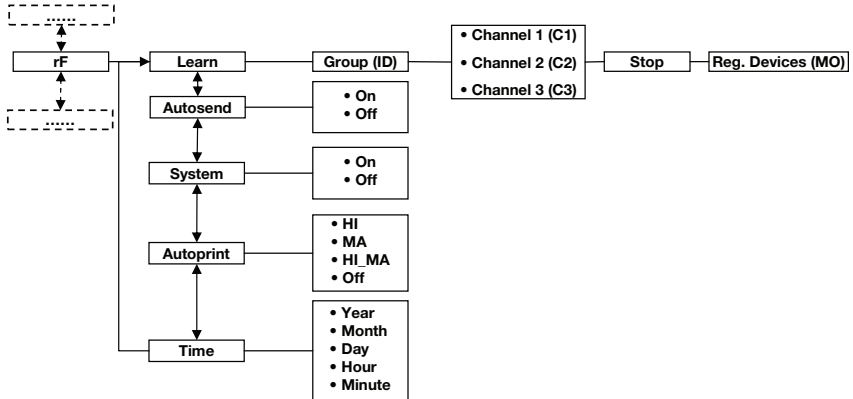 ......
rF
......
Learn
Group (ID)
• Channel 1 (C1)
• Channel 2 (C2)
• Channel 3 (C3)
Stop
Reg. Devices (MO)
Autosend
• On
• Off
System
• On
• Off
Autoprint
• HI
• MA
• HI_MA
• Off
Time
• Year
• Month
• Day
• Hour
• Minute